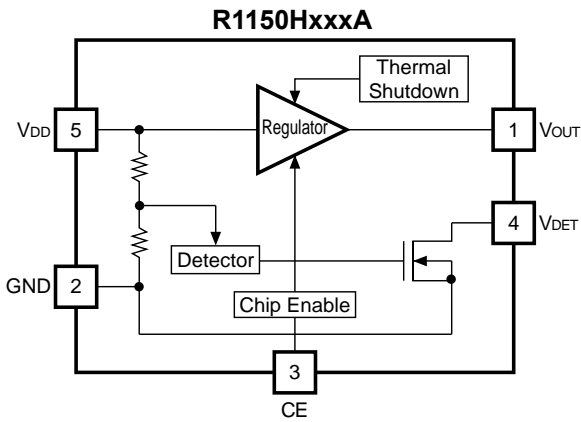 R1150HxxxA
Thermal
Shutdown
VDD 5
Regulator
1 VOUT
4 VDET
Detector
GND 2
Chip Enable
3
CE